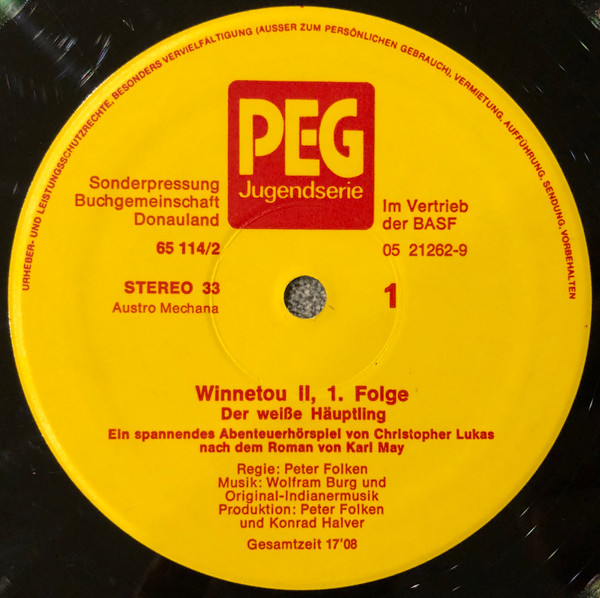 URHEBER- UND LEISTUNGSSCHUTZRECHTE, BESONDERS VERVIELFÄLTIGUNG (AUSSER ZUM PERSÖNLICHEN GEBRAUCH), VERMIETUNG, AUFFÜHRUNG, SENDUNG, VORBEHALTEN
PEG
Jugendserie
Sonderpressung
Buchgemeinschaft
Donauland
65 114/2
Im Vertrieb
der BASF
05 21262-9
STEREO 33
Austro Mechana
1
Winnetou II, 1. Folge
Der weiße Häuptling
Ein spannendes Abenteuerhörspiel von Christopher Lukas
nach dem Roman von Karl May
Regie: Peter Folken
Musik: Wolfram Burg und
Original-Indianermusik
Produktion: Peter Folken
und Konrad Halver
Gesamtzeit 17'08